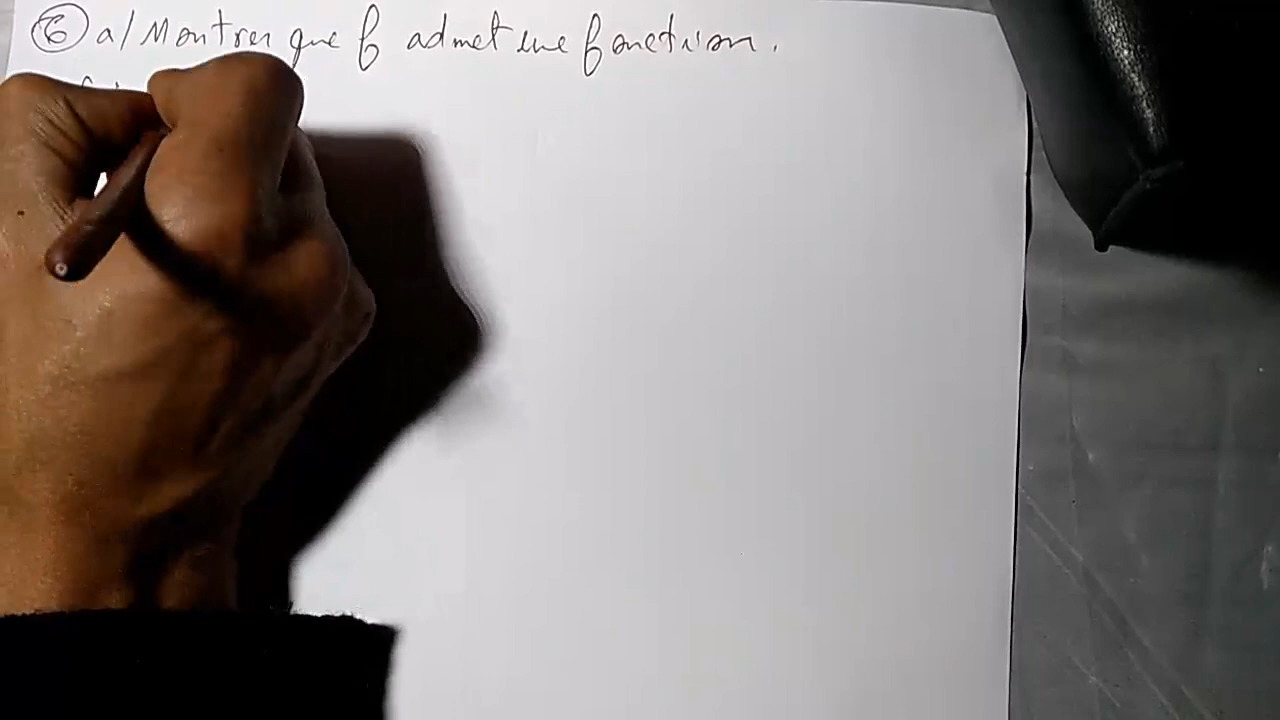 ⑥ a/ Montrer que f admet une fonction.